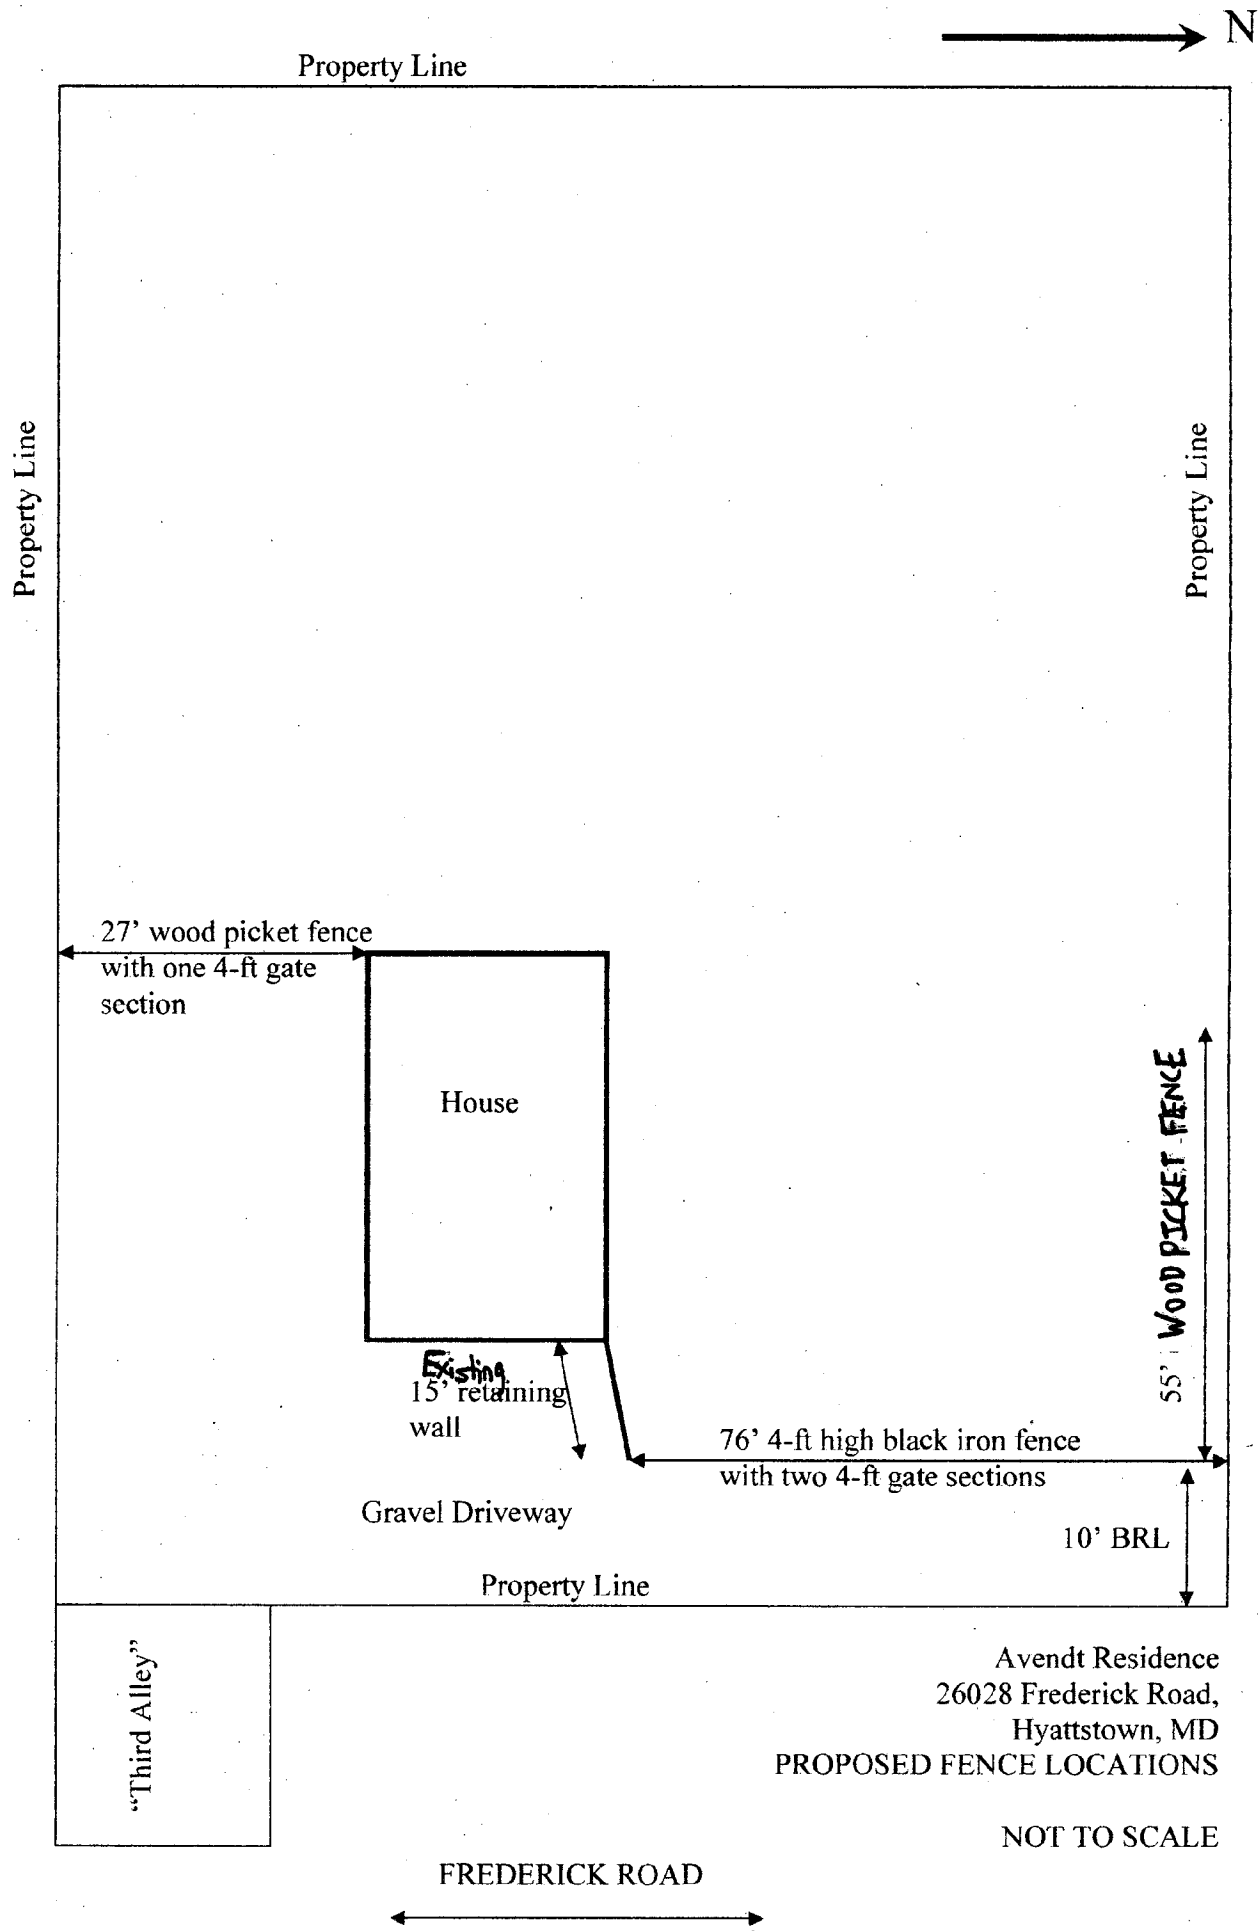 N
Property Line
Property Line
Property Line
27’ wood picket fence
with one 4-ft gate
section
House
55’ WOOD PICKET FENCE
Existing
15’ retaining
wall
76’ 4-ft high black iron fence
with two 4-ft gate sections
Gravel Driveway
10’ BRL
Property Line
“Third Alley”
Avendt Residence
26028 Frederick Road,
Hyattstown, MD
PROPOSED FENCE LOCATIONS
NOT TO SCALE
FREDERICK ROAD